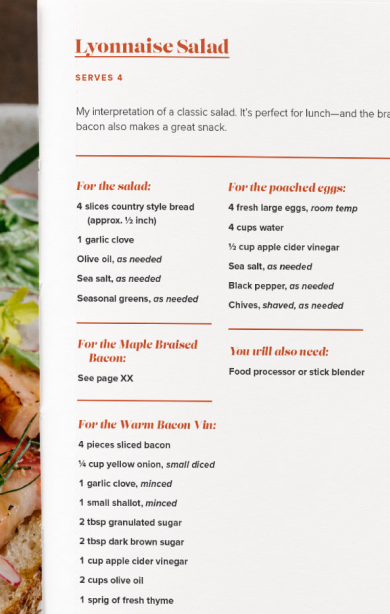 Lyonnaise Salad
SERVES 4
My interpretation of a classic salad. It's perfect for lunch—and the
bacon also makes a great snack.
For the salad:
4 slices country style bread
(approx. ½ inch)
1 garlic clove
Olive oil, as needed
Sea salt, as needed
Seasonal greens, as needed
For the Maple Braised
Bacon:
See page XX
For the Warm Bacon Vin:
4 pieces sliced bacon
¼ cup yellow onion, small diced
1 garlic clove, minced
1 small shallot, minced
2 tbsp granulated sugar
2 tbsp dark brown sugar
1 cup apple cider vinegar
2 cups olive oil
1 sprig of fresh thyme
For the poached eggs:
4 fresh large eggs, room temp
4 cups water
½ cup apple cider vinegar
Sea salt, as needed
Black pepper, as needed
Chives, shaved, as needed
You will also need:
Food processor or stick blender